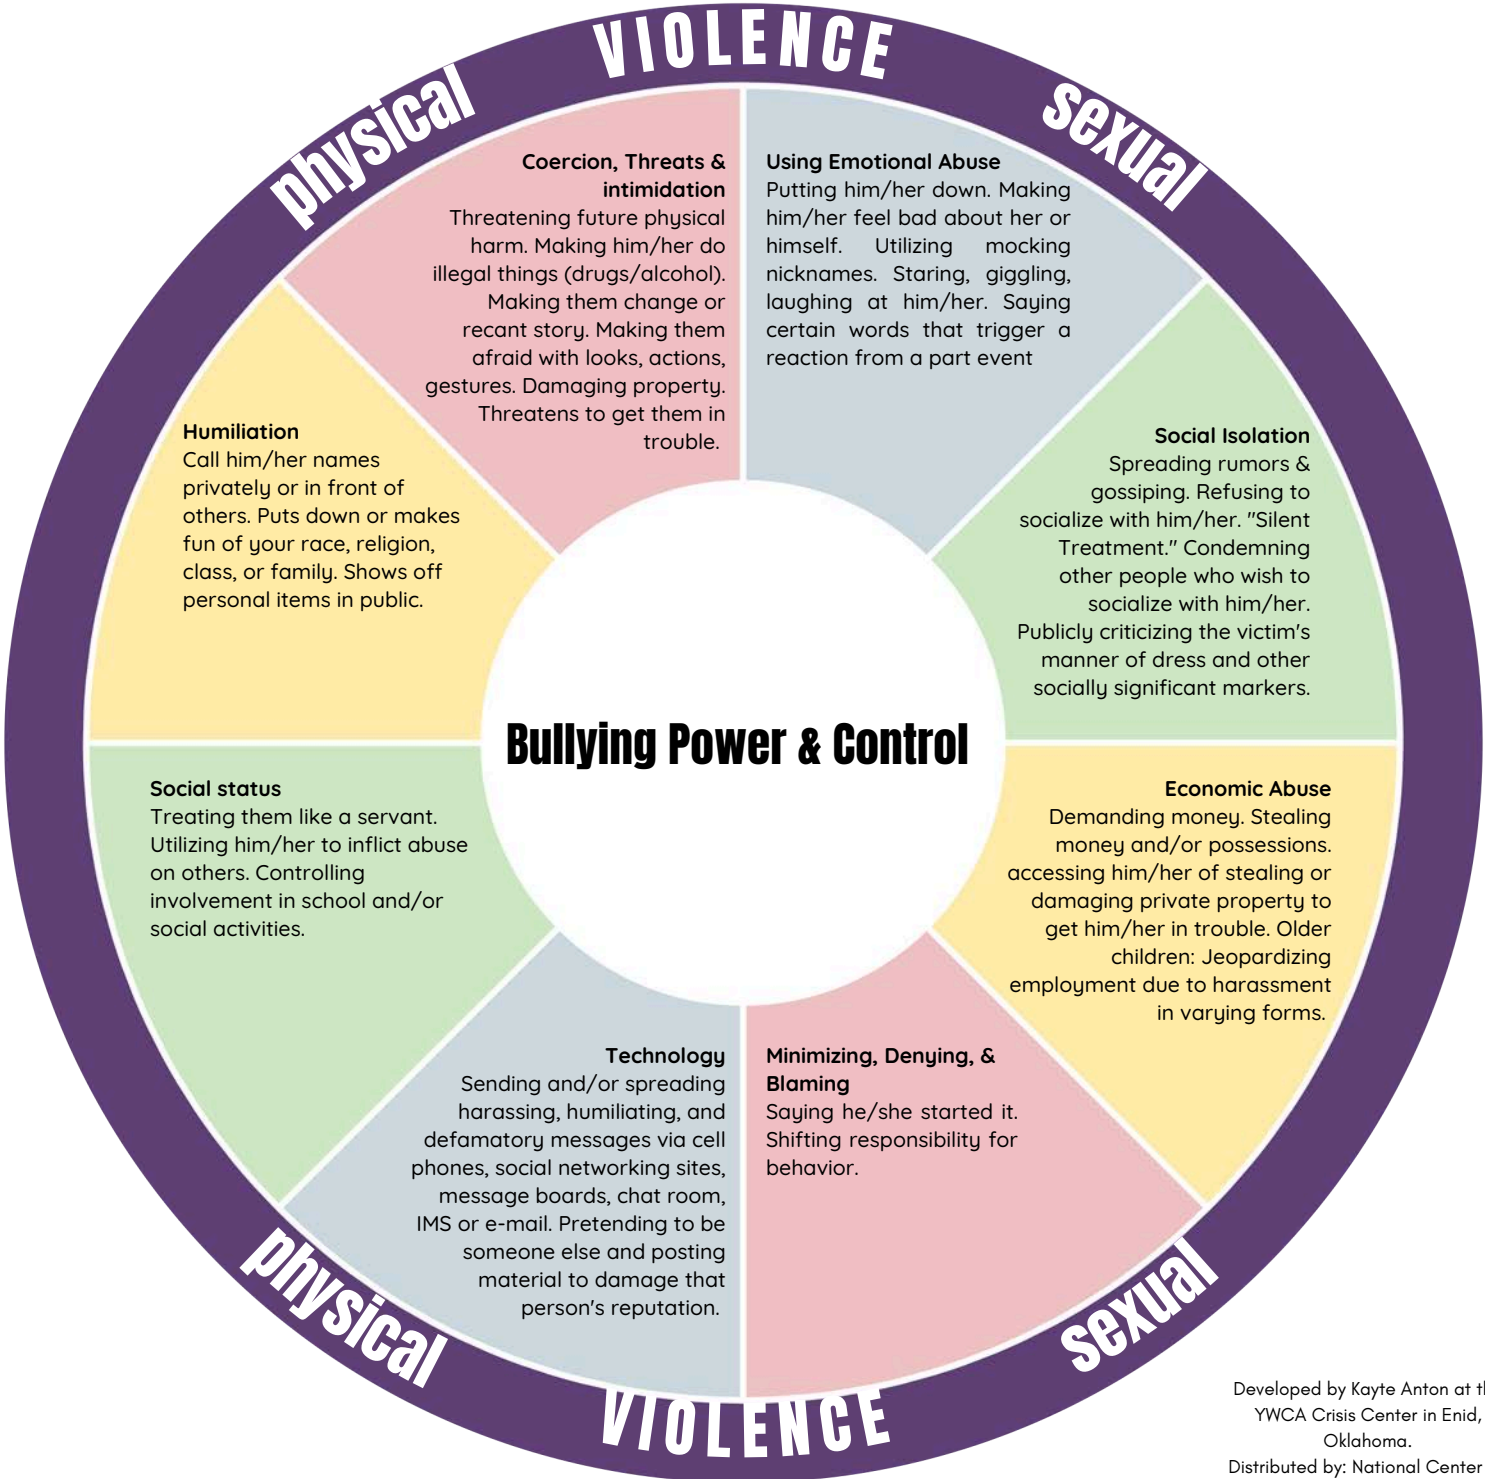 VIOLENCE
physical
sexual
Coercion, Threats &
intimidation
Threatening future physical
harm. Making him/her do
illegal things (drugs/alcohol).
Making them change or
recant story. Making them
afraid with looks, actions,
gestures. Damaging property.
Threatens to get them in
trouble.
Using Emotional Abuse
Putting him/her down. Making
him/her feel bad about her or
himself. Utilizing mocking
nicknames. Staring, giggling,
laughing at him/her. Saying
certain words that trigger a
reaction from a part event
Humiliation
Call him/her names
privately or in front of
others. Puts down or makes
fun of your race, religion,
class, or family. Shows off
personal items in public.
Social Isolation
Spreading rumors &
gossiping. Refusing to
socialize with him/her. "Silent
Treatment." Condemning
other people who wish to
socialize with him/her.
Publicly criticizing the victim's
manner of dress and other
socially significant markers.
Bullying Power & Control
Social status
Treating them like a servant.
Utilizing him/her to inflict abuse
on others. Controlling
involvement in school and/or
social activities.
Economic Abuse
Demanding money. Stealing
money and/or possessions.
accessing him/her of stealing or
damaging private property to
get him/her in trouble. Older
children: Jeopardizing
employment due to harassment
in varying forms.
Technology
Sending and/or spreading
harassing, humiliating, and
defamatory messages via cell
phones, social networking sites,
message boards, chat room,
IMS or e-mail. Pretending to be
someone else and posting
material to damage that
person's reputation.
Minimizing, Denying, &
Blaming
Saying he/she started it.
Shifting responsibility for
behavior.
physical
sexual
VIOLENCE
Developed by Kayte Anton at
YWCA Crisis Center in Enid,
Oklahoma.
Distributed by: National Center